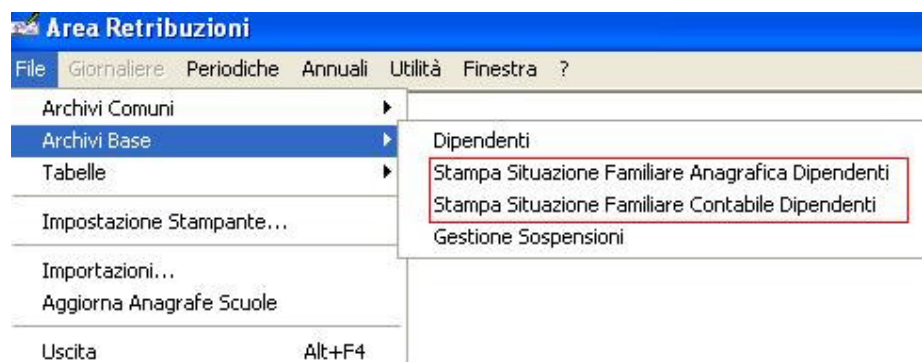 Area Retribuzioni
File Giornaliere Periodiche Annuali Utilità Finestra ?
Archivi Comuni
Archivi Base
Tabelle
Impostazione Stampante...
Importazioni...
Aggiorna Anagrafe Scuole
Uscita Alt+F4
Dipendenti
Stampa Situazione Familiare Anagrafica Dipendenti
Stampa Situazione Familiare Contabile Dipendenti
Gestione Sospensioni